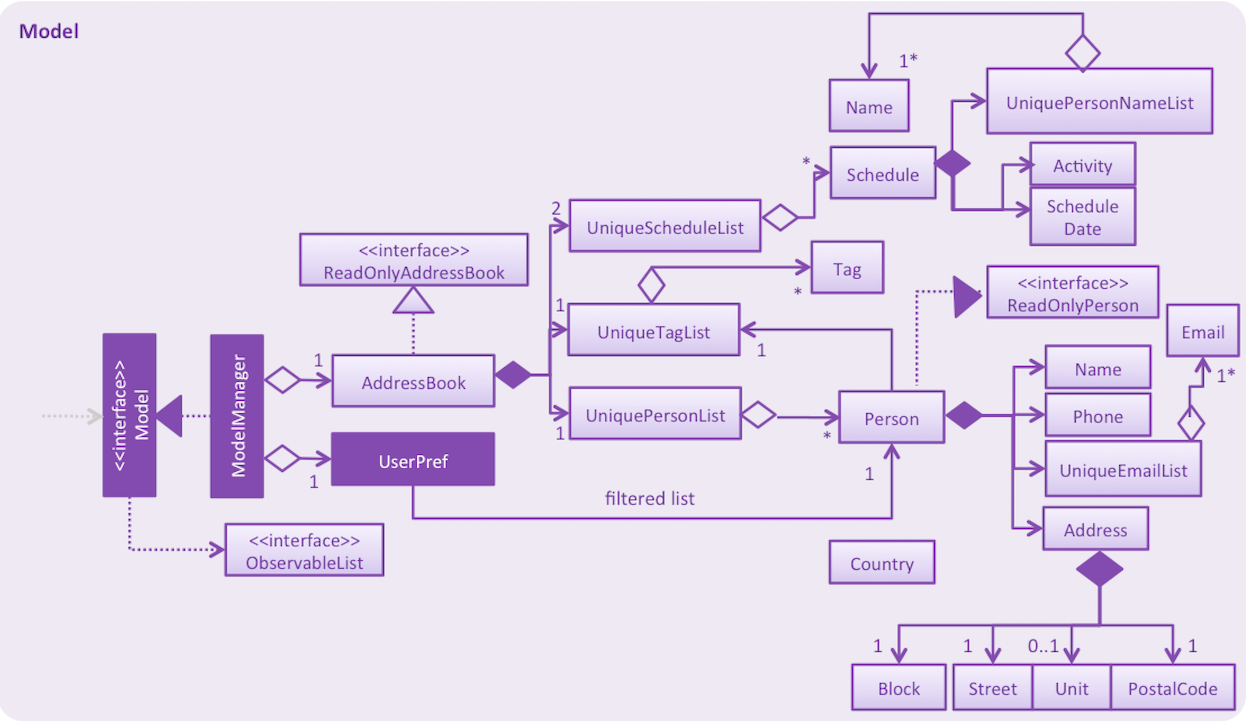 Model
1*
Name
UniquePersonNameList
*
Schedule
Activity
Schedule
Date
2
UniqueScheduleList
<<interface>>
ReadOnlyAddressBook
Tag
*
<<interface>>
ReadOnlyPerson
1
UniqueTagList
1
Email
<<interface>>
Model
ModelManager
1
AddressBook
Name
1*
UniquePersonList
1
*
Person
Phone
UserPref
1
1
UniqueEmailList
filtered list
Address
<<interface>>
ObservableList
Country
1
1
0..1
1
Block
Street
Unit
PostalCode